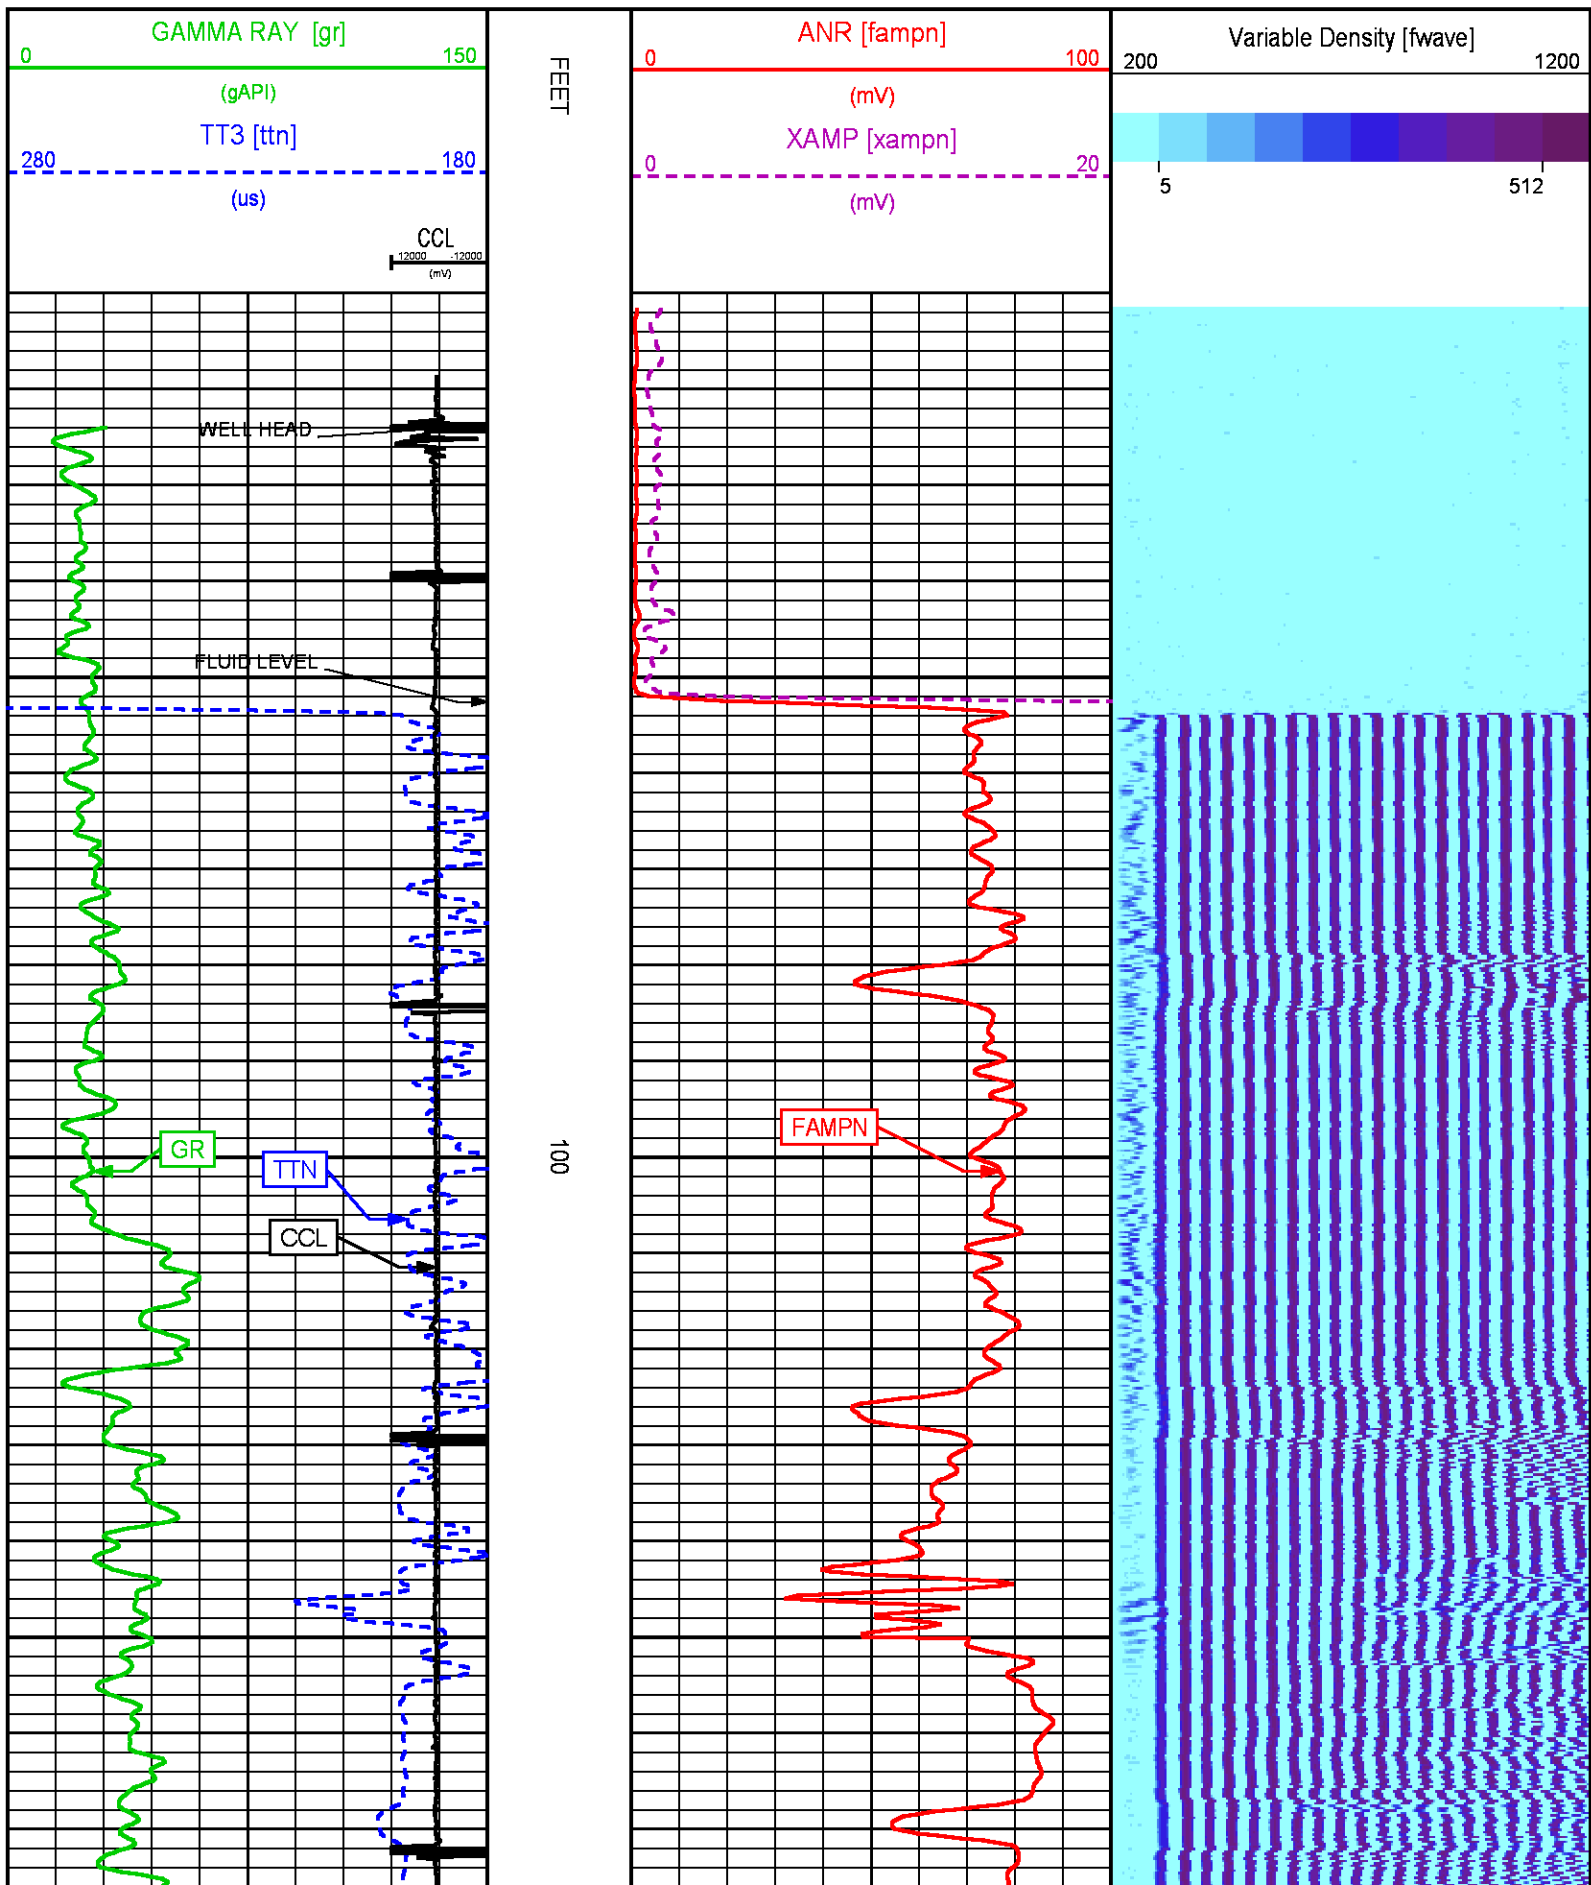 GAMMA RAY [gr]
0 150
(gAPI)
TT3 [ttn]
280 180
(us)
CCL
12000 -12000
(mV)
FEET
ANR [fampn]
0 100
(mV)
XAMP [xampn]
0 20
(mV)
Variable Density [fwave]
200 1200
5 512
WELL HEAD
FLUID LEVEL
GR
TTN
CCL
100
FAMPN